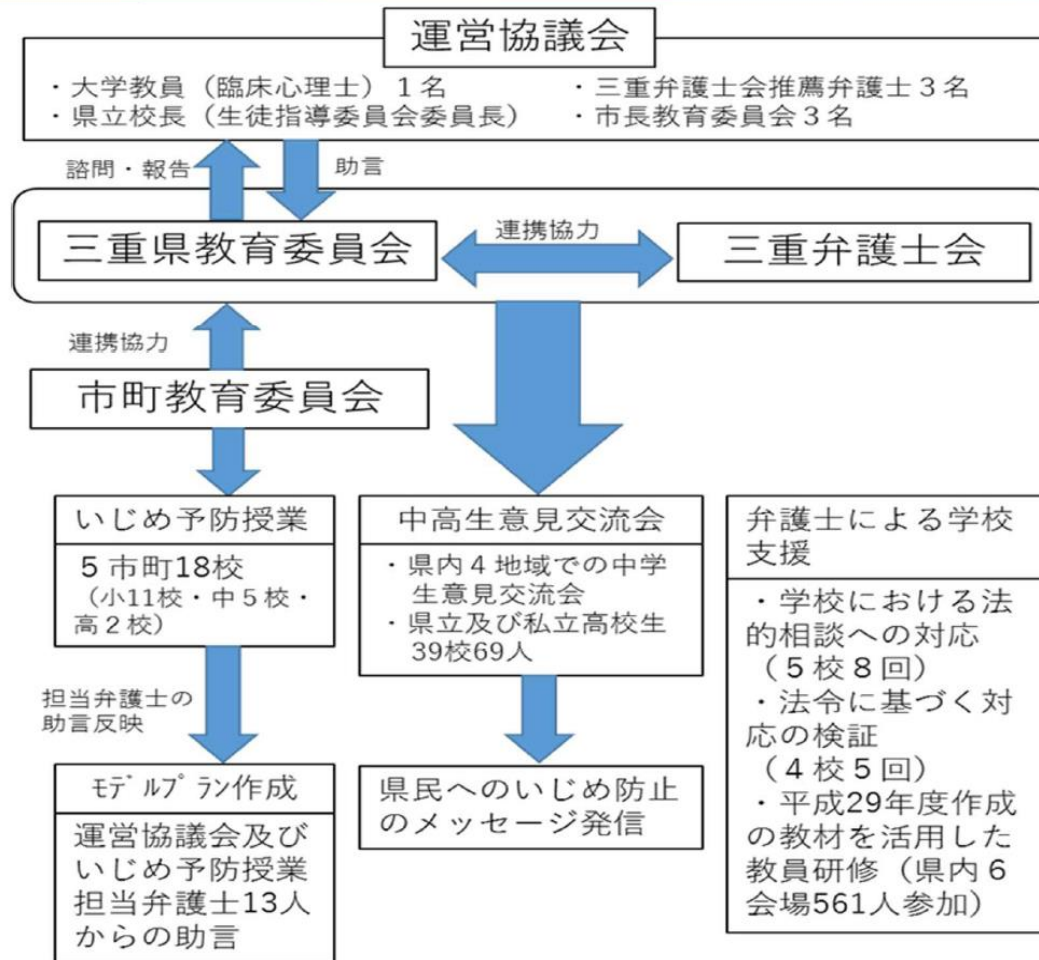 運営協議会
・大学教員（臨床心理士）１名
・県立校長（生徒指導委員会委員長）
・三重弁護士会推薦弁護士３名
・市長教育委員会３名
諮問・報告
助言
三重県教育委員会
連携協力
三重弁護士会
連携協力
市町教育委員会
いじめ予防授業
５市町18校
（小11校・中５校・
高２校）
担当弁護士の
助言反映
ﾓﾃﾞﾙﾌﾟﾗﾝ作成
運営協議会及び
いじめ予防授業
担当弁護士13人
からの助言
中高生意見交流会
・県内４地域での中学
生意見交流会
・県立及び私立高校生
39校69人
県民へのいじめ防止
のメッセージ発信
弁護士による学校
支援
・学校における法
的相談への対応
（５校８回）
・法令に基づく対
応の検証
（４校５回）
・平成29年度作成
の教材を活用した
教員研修（県内６
会場561人参加）